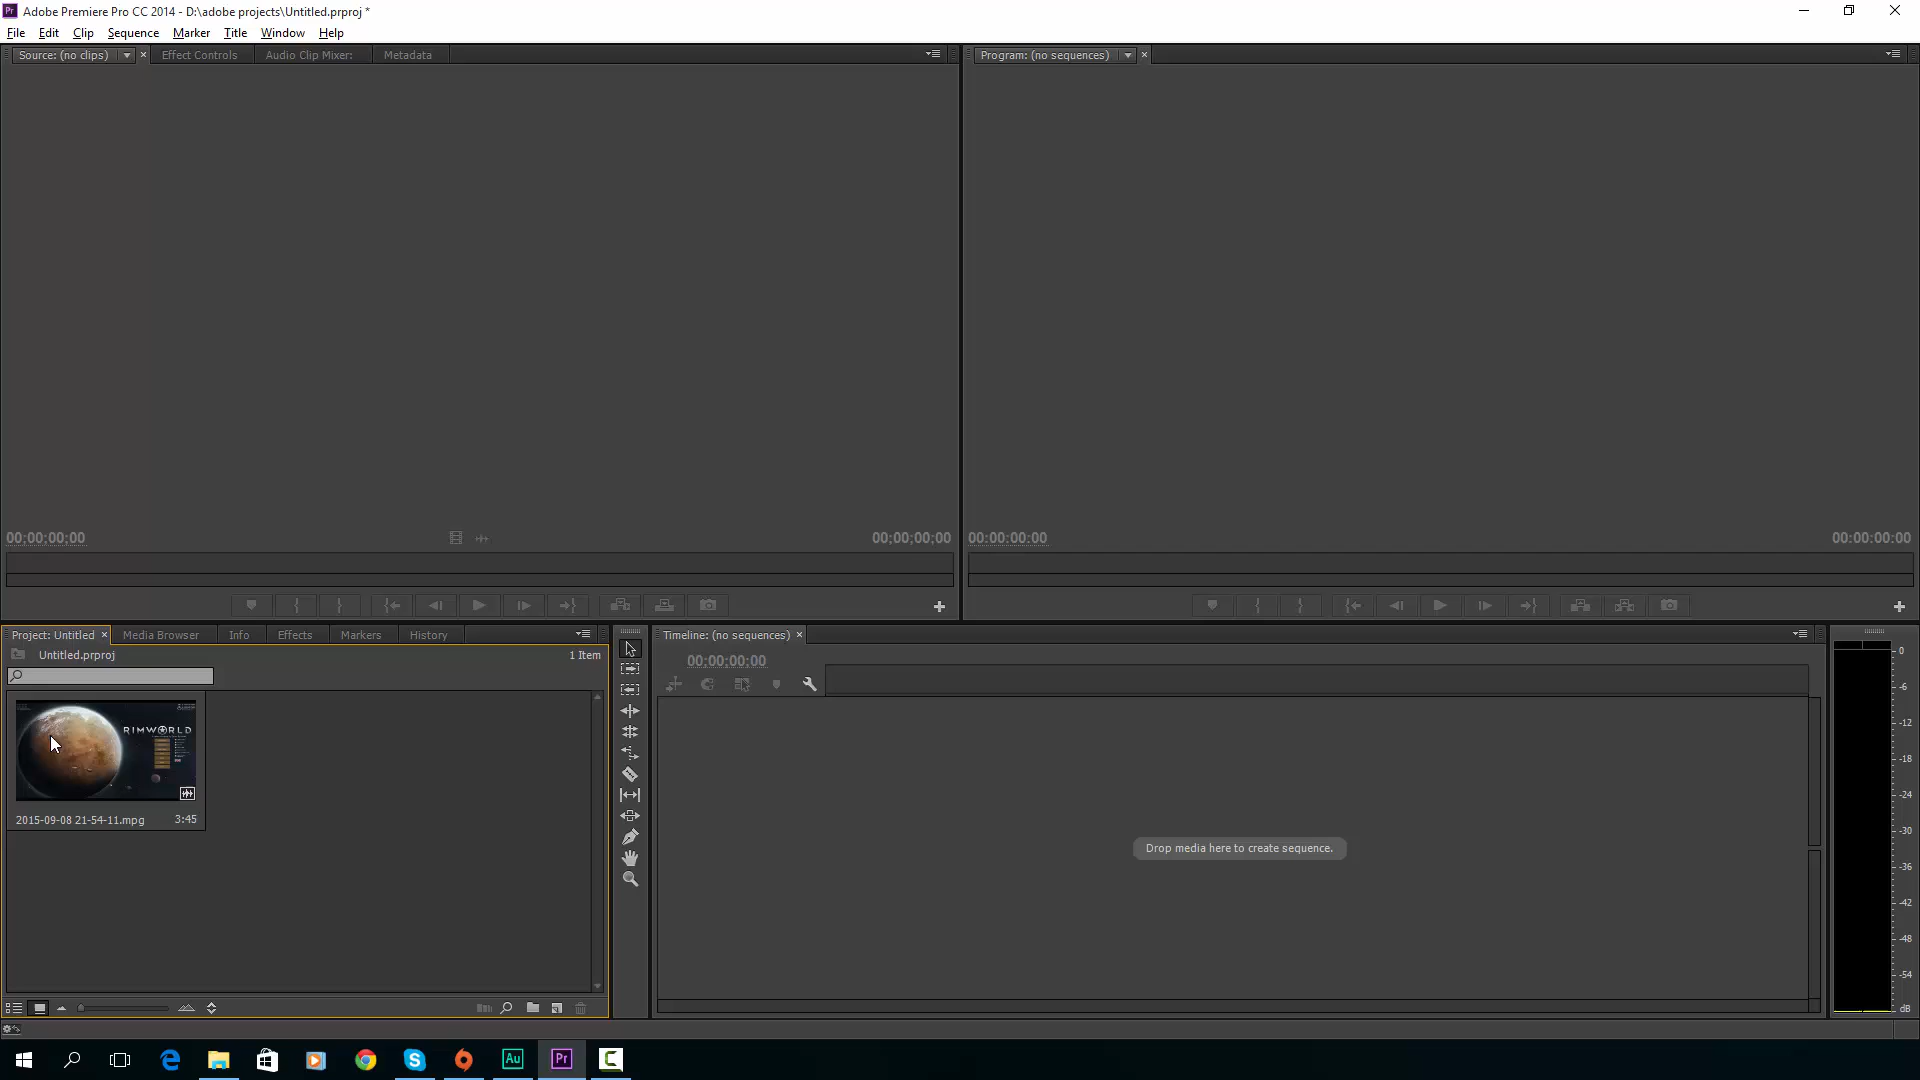 Adobe Premiere Pro CC 2014 - D:\adobe projects\Untitled.prproj *
File Edit Clip Sequence Marker Title Window Help
Source: (no clips) Effect Controls Audio Clip Mixer: Metadata
Program: (no sequences)
00;00;00;00 00;00;00;00
00:00:00:00 00:00:00:00
Project: Untitled Media Browser Info Effects Markers History
Untitled.prproj 1 Item
RIMWORLD
2015-09-08 21-54-11.mpg 3:45
Timeline: (no sequences)
00:00:00:00
Drop media here to create sequence.
0
-6
-12
-18
-24
-30
-36
-42
-48
-54
dB
Au Pr